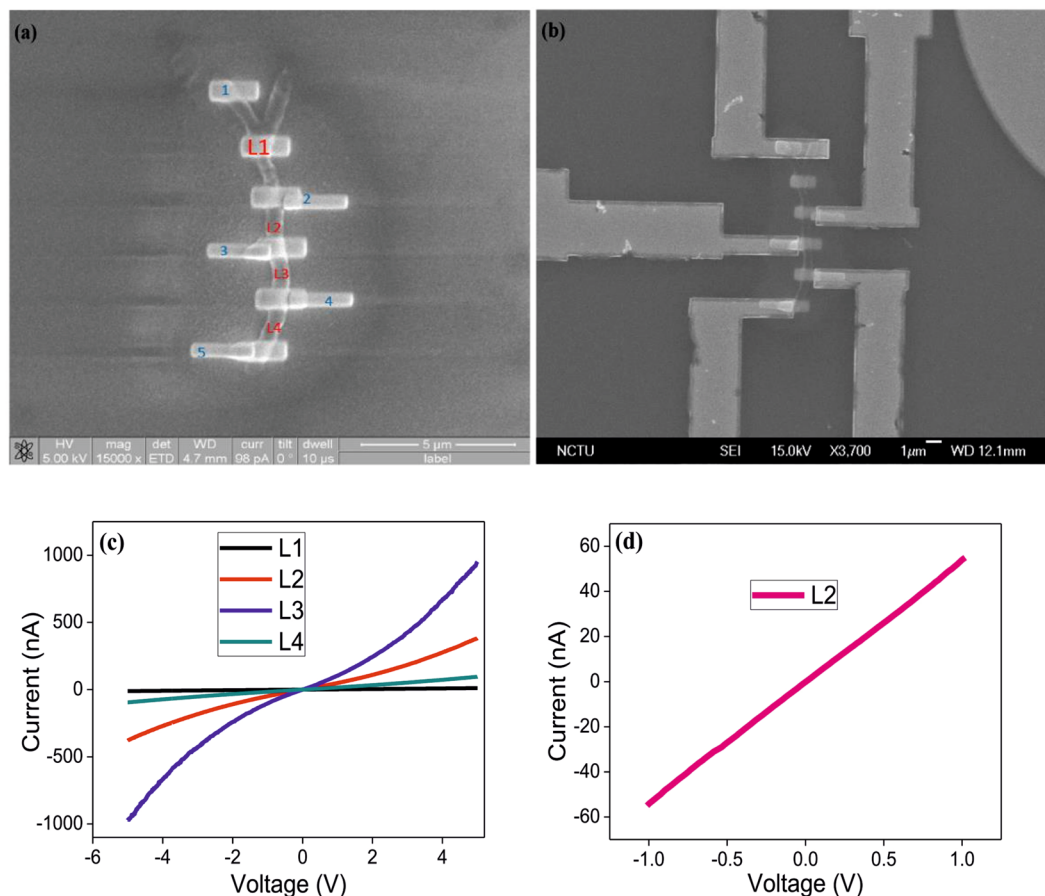 (a)
1
L1
2
L2
3
L3
4
L4
5
HV mag det WD curr tilt dwell 5 µm
5.00 kV 15000 x ETD 4.7 mm 98 pA 0 ° 10 µs label
(b)
NCTU SEI 15.0kV X3,700 1µm WD 12.1mm
(c)
L1
L2
L3
L4
1000
500
0
-500
-1000
-6 -4 -2 0 2 4
Current (nA)
Voltage (V)
(d)
L2
60
40
20
0
-20
-40
-60
-1.0 -0.5 0.0 0.5 1.0
Current (nA)
Voltage (V)